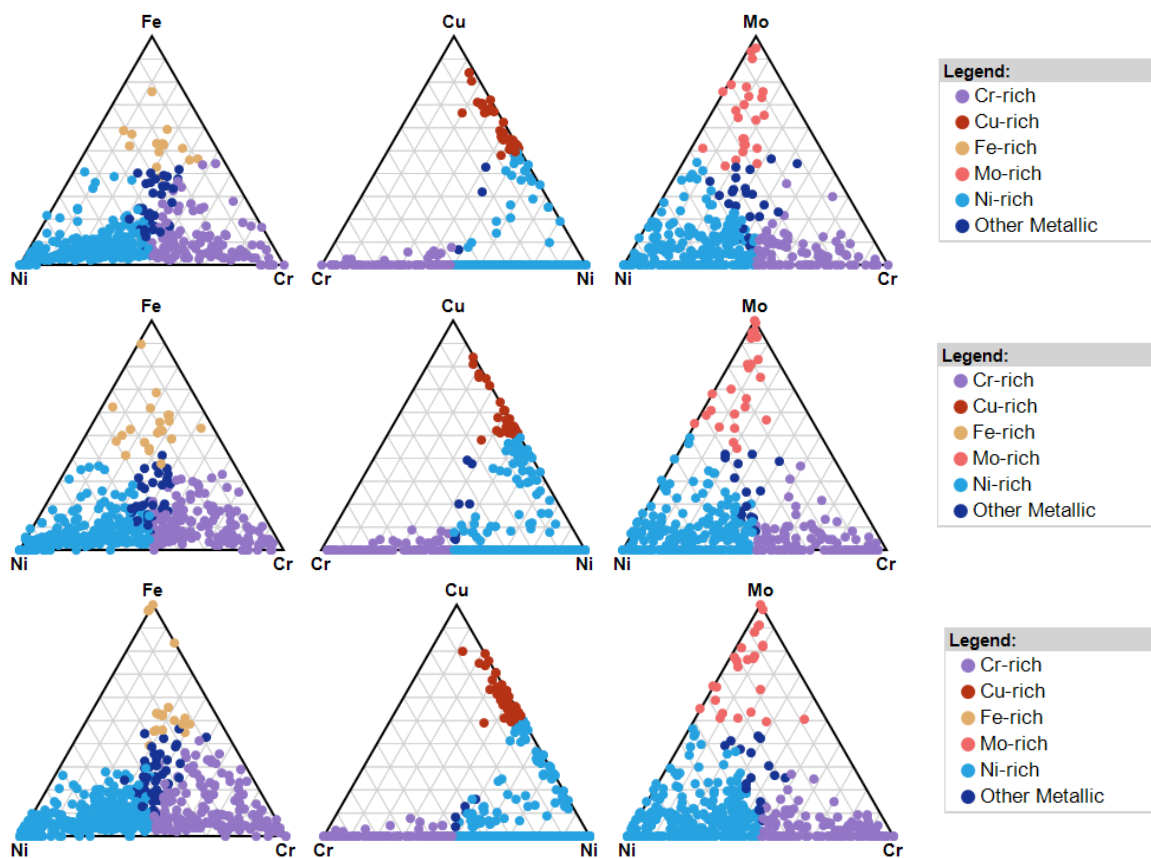 Fe Cu Mo
Legend:
Cr-rich
Cu-rich
Fe-rich
Mo-rich
Ni-rich
Other Metallic
Ni Cr Cr Ni Ni Cr
Fe Cu Mo
Legend:
Cr-rich
Cu-rich
Fe-rich
Mo-rich
Ni-rich
Other Metallic
Ni Cr Cr Ni Ni Cr
Fe Cu Mo
Legend:
Cr-rich
Cu-rich
Fe-rich
Mo-rich
Ni-rich
Other Metallic
Ni Cr Cr Ni Ni Cr